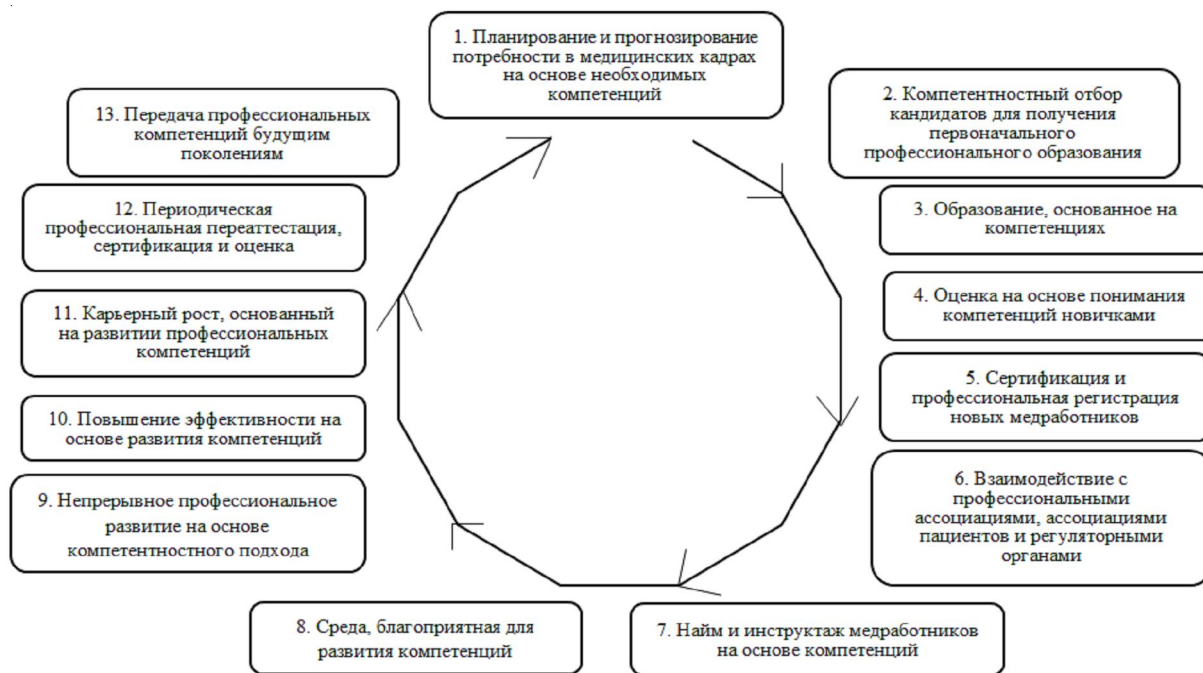 1. Планирование и прогнозирование
потребности в медицинских кадрах
на основе необходимых
компетенций
2. Компетентностный отбор
кандидатов для получения
первоначального
профессионального образования
3. Образование, основанное на
компетенциях
4. Оценка на основе понимания
компетенций новичками
5. Сертификация и
профессиональная регистрация
новых медработников
6. Взаимодействие с
профессиональными
ассоциациями, ассоциациями
пациентов и регуляторными
органами
7. Найм и инструктаж медработников
на основе компетенций
8. Среда, благоприятная для
развития компетенций
9. Непрерывное профессиональное
развитие на основе
компетентностного подхода
10. Повышение эффективности на
основе развития компетенций
11. Карьерный рост, основанный
на развитии профессиональных
компетенций
12. Периодическая
профессиональная переаттестация,
сертификация и оценка
13. Передача профессиональных
компетенций будущим
поколениям